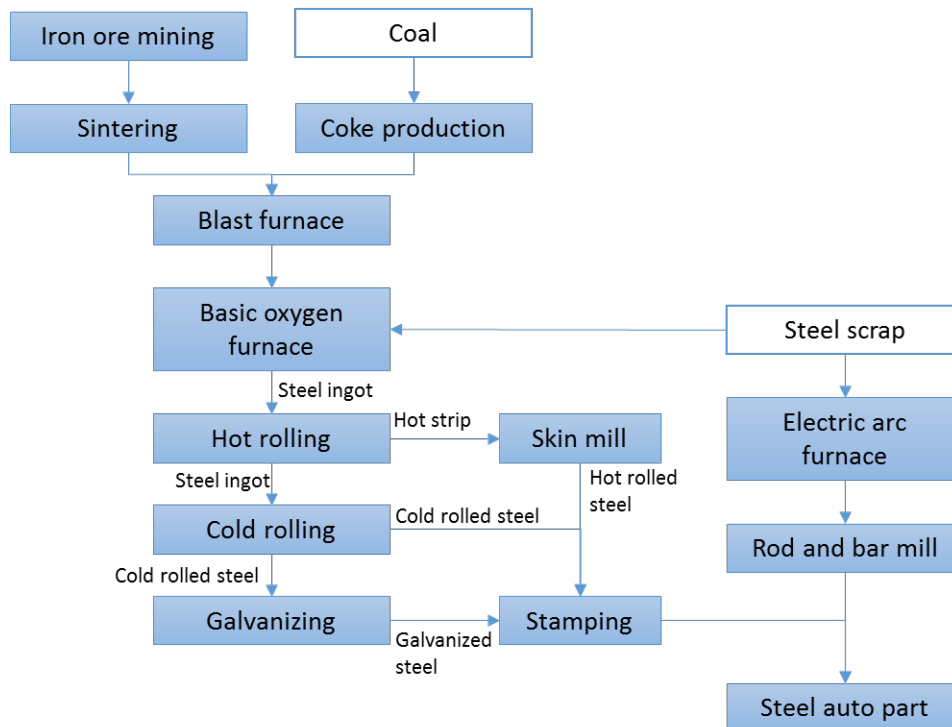 Iron ore mining
Coal
Sintering
Coke production
Blast furnace
Basic oxygen
furnace
Steel scrap
Steel ingot
Hot strip
Hot rolling
Skin mill
Electric arc
furnace
Steel ingot
Hot rolled
steel
Cold rolled steel
Cold rolling
Rod and bar mill
Cold rolled steel
Galvanizing
Stamping
Galvanized
steel
Steel auto part